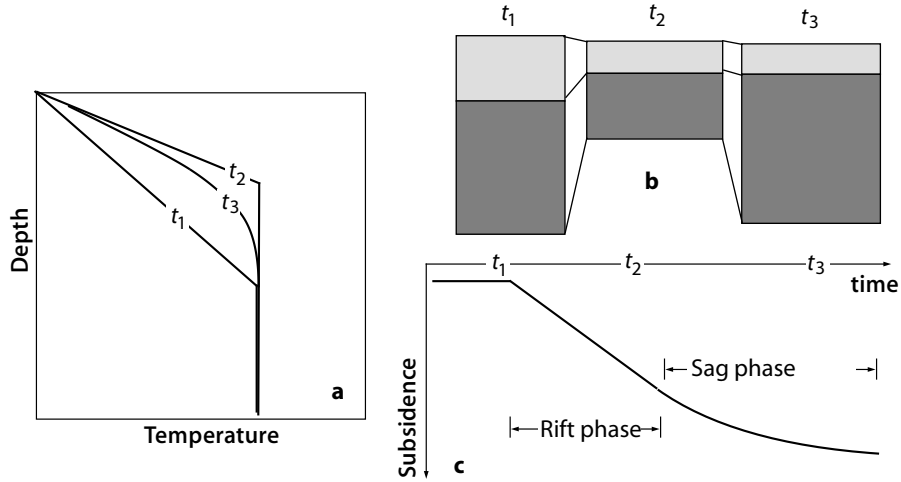 t2
t3
t1
Depth
a
Temperature
t1
t2
t3
b
t1
t2
t3
time
Sag phase
Rift phase
Subsidence
c